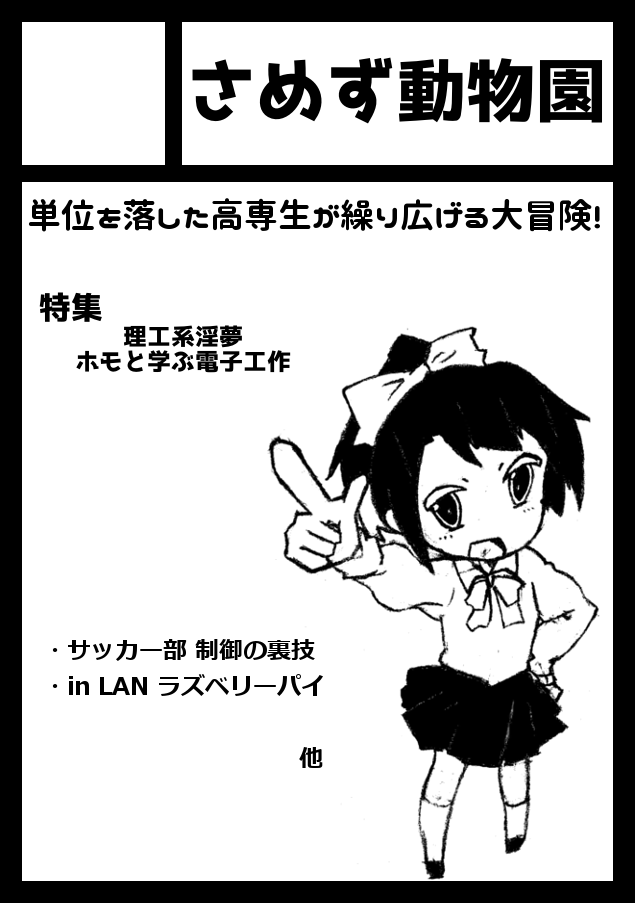 さめず動物園
単位を落した高専生が繰り広げる大冒険!
特集
理工系淫夢
ホモと学ぶ電子工作
・サッカー部 制御の裏技
・in LAN ラズベリーパイ
他